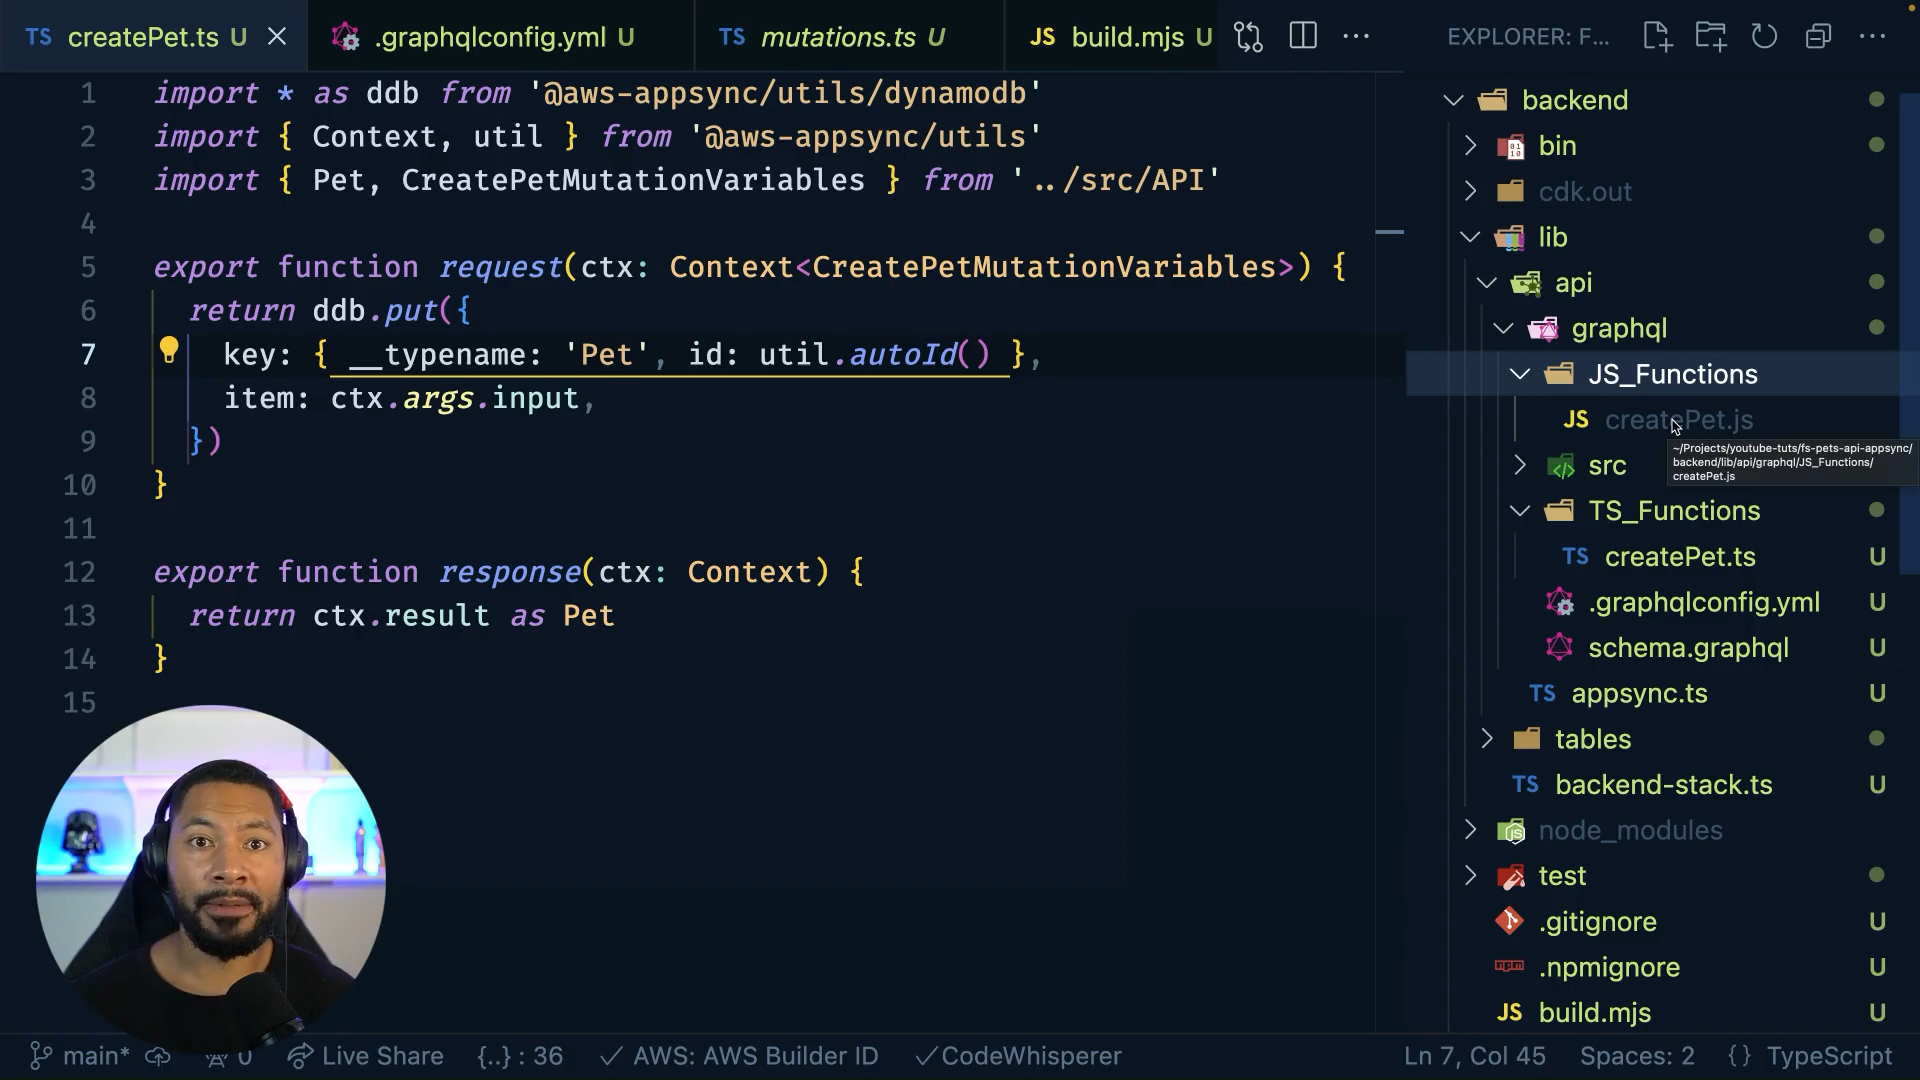 TS createPet.ts U
.graphqlconfig.yml U
TS mutations.ts U
JS build.mjs U
EXPLORER: F...
1 import * as ddb from '@aws-appsync/utils/dynamodb'
2 import { Context, util } from '@aws-appsync/utils'
3 import { Pet, CreatePetMutationVariables } from '../src/API'
4
5 export function request(ctx: Context<CreatePetMutationVariables>) {
6 return ddb.put({
7 key: { __typename: 'Pet', id: util.autoId() },
8 item: ctx.args.input,
9 })
10 }
11
12 export function response(ctx: Context) {
13 return ctx.result as Pet
14 }
15
backend
bin
cdk.out
lib
api
graphql
JS_Functions
JS createPet.js
~/Projects/youtube-tuts/fs-pets-api-appsync/
backend/lib/api/graphql/JS_Functions/
createPet.js
src
TS_Functions
TS createPet.ts U
.graphqlconfig.yml U
schema.graphql U
TS appsync.ts U
tables
TS backend-stack.ts U
node_modules
test
.gitignore U
.npmignore U
JS build.mjs U
main* 0 Live Share {..} : 36 AWS: AWS Builder ID CodeWhisperer Ln 7, Col 45 Spaces: 2 {} TypeScript